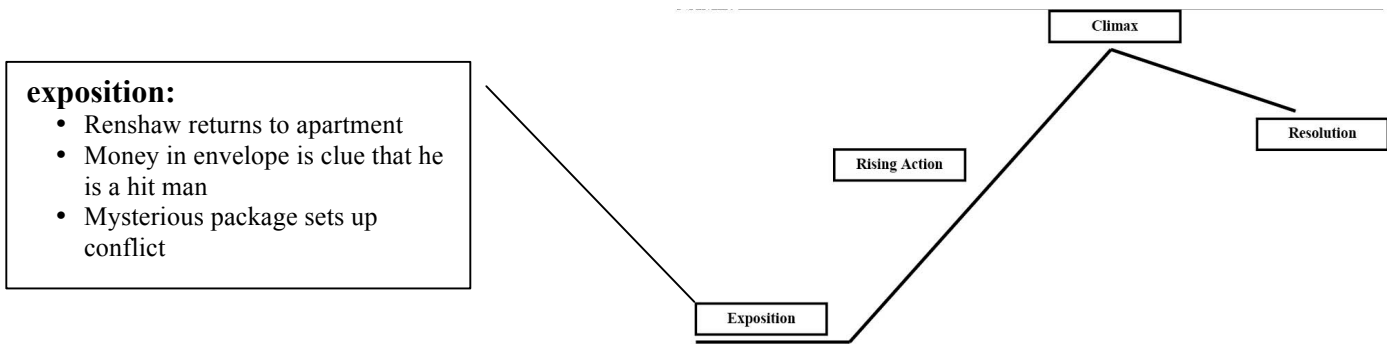 Climax
exposition:
• Renshaw returns to apartment
• Money in envelope is clue that he
is a hit man
• Mysterious package sets up
conflict
Resolution
Rising Action
Exposition